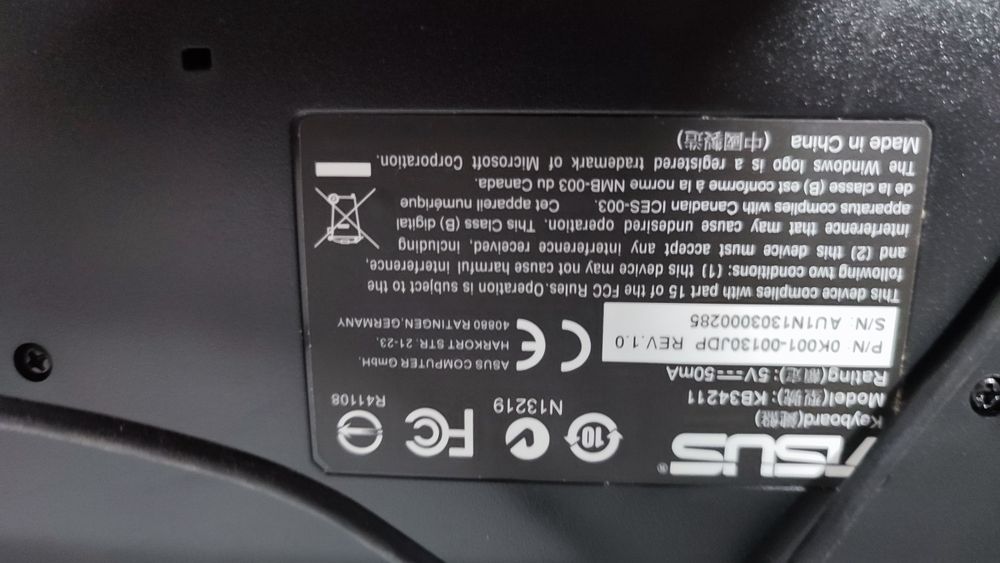 ASUS®
10
N13219
FC
R41108
Keyboard(鍵盤)
Model(型號): KB34211
Rating(額定): 5V⎓50mA
P/N: 0K001-00130JDP REV.1.0
S/N: AU1N1303000285
CE
ASUS COMPUTER GmbH.
HARKORT STR. 21-23,
40880 RATINGEN,GERMANY
This device complies with part 15 of the FCC Rules.Operation is subject to the
following two conditions: (1) this device may not cause harmful interference,
and (2) this device must accept any interference received, including
interference that may cause undesired operation. This Class (B) digital
apparatus complies with Canadian ICES-003. Cet appareil numérique
de la classe (B) est conforme à la norme NMB-003 du Canada.
The Windows logo is a registered trademark of Microsoft Corporation.
Made in China (中國製造)